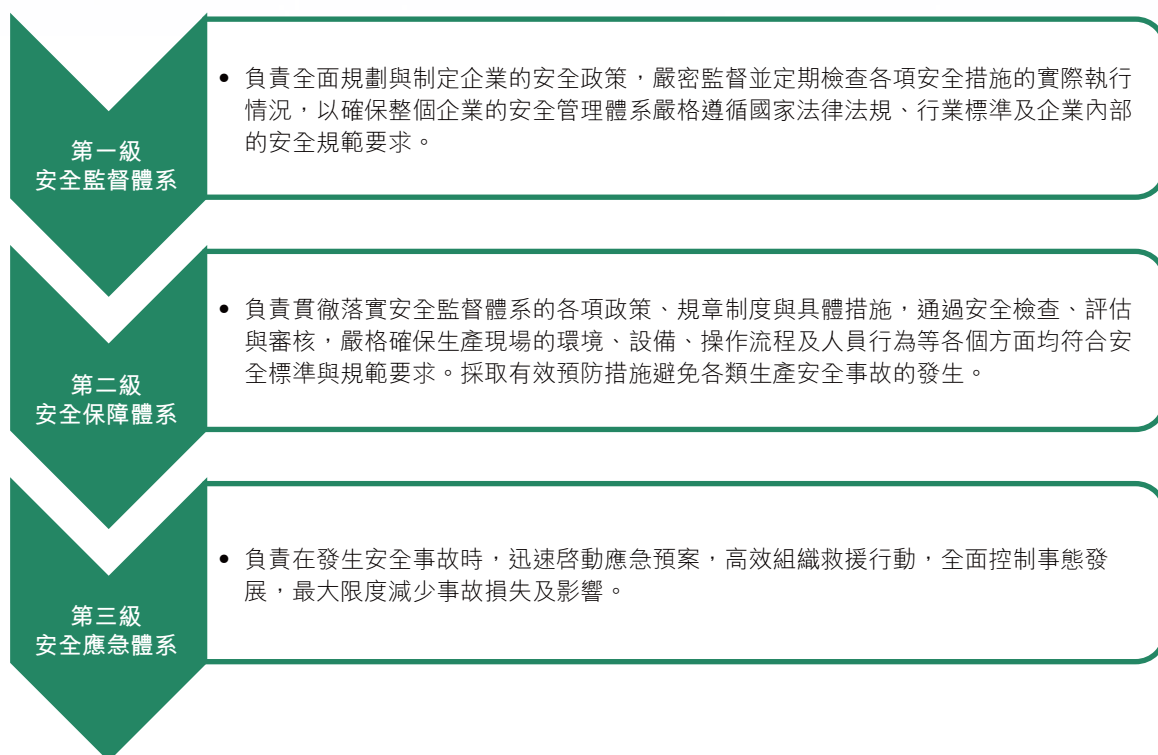 第一級
安全監督體系
• 負責全面規劃與制定企業的安全政策，嚴密監督並定期檢查各項安全措施的實際執行
情況，以確保整個企業的安全管理體系嚴格遵循國家法律法規、行業標準及企業內部
的安全規範要求。
第二級
安全保障體系
• 負責貫徹落實安全監督體系的各項政策、規章制度與具體措施，通過安全檢查、評估
與審核，嚴格確保生產現場的環境、設備、操作流程及人員行為等各個方面均符合安
全標準與規範要求。採取有效預防措施避免各類生產安全事故的發生。
第三級
安全應急體系
• 負責在發生安全事故時，迅速啓動應急預案，高效組織救援行動，全面控制事態發
展，最大限度減少事故損失及影響。